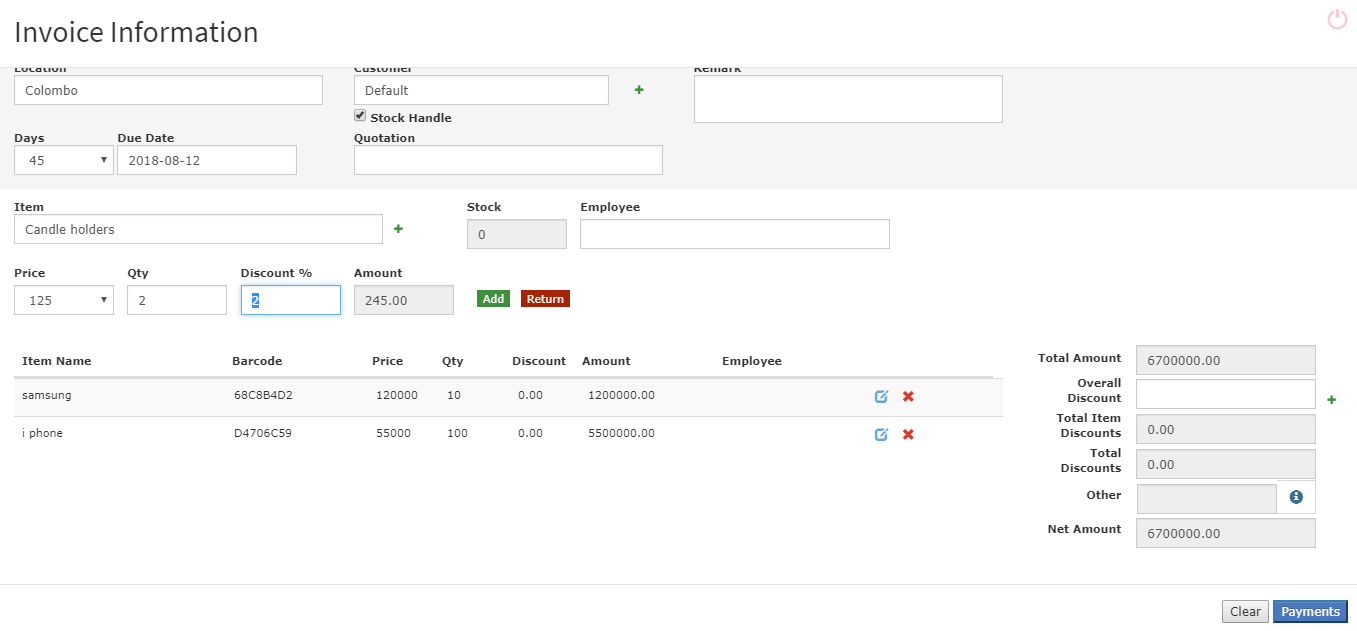 Invoice Information
Location Customer Remark
Colombo Default
Stock Handle
Days Due Date Quotation
45 2018-08-12
Item Stock Employee
Candle holders 0
Price Qty Discount % Amount
125 2 2 245.00 Add Return
Item Name Barcode Price Qty Discount Amount Employee
samsung 68C8B4D2 120000 10 0.00 1200000.00
i phone D4706C59 55000 100 0.00 5500000.00
Total Amount 6700000.00
Overall
Discount
Total Item
Discounts 0.00
Total
Discounts 0.00
Other
Net Amount 6700000.00
Clear Payments